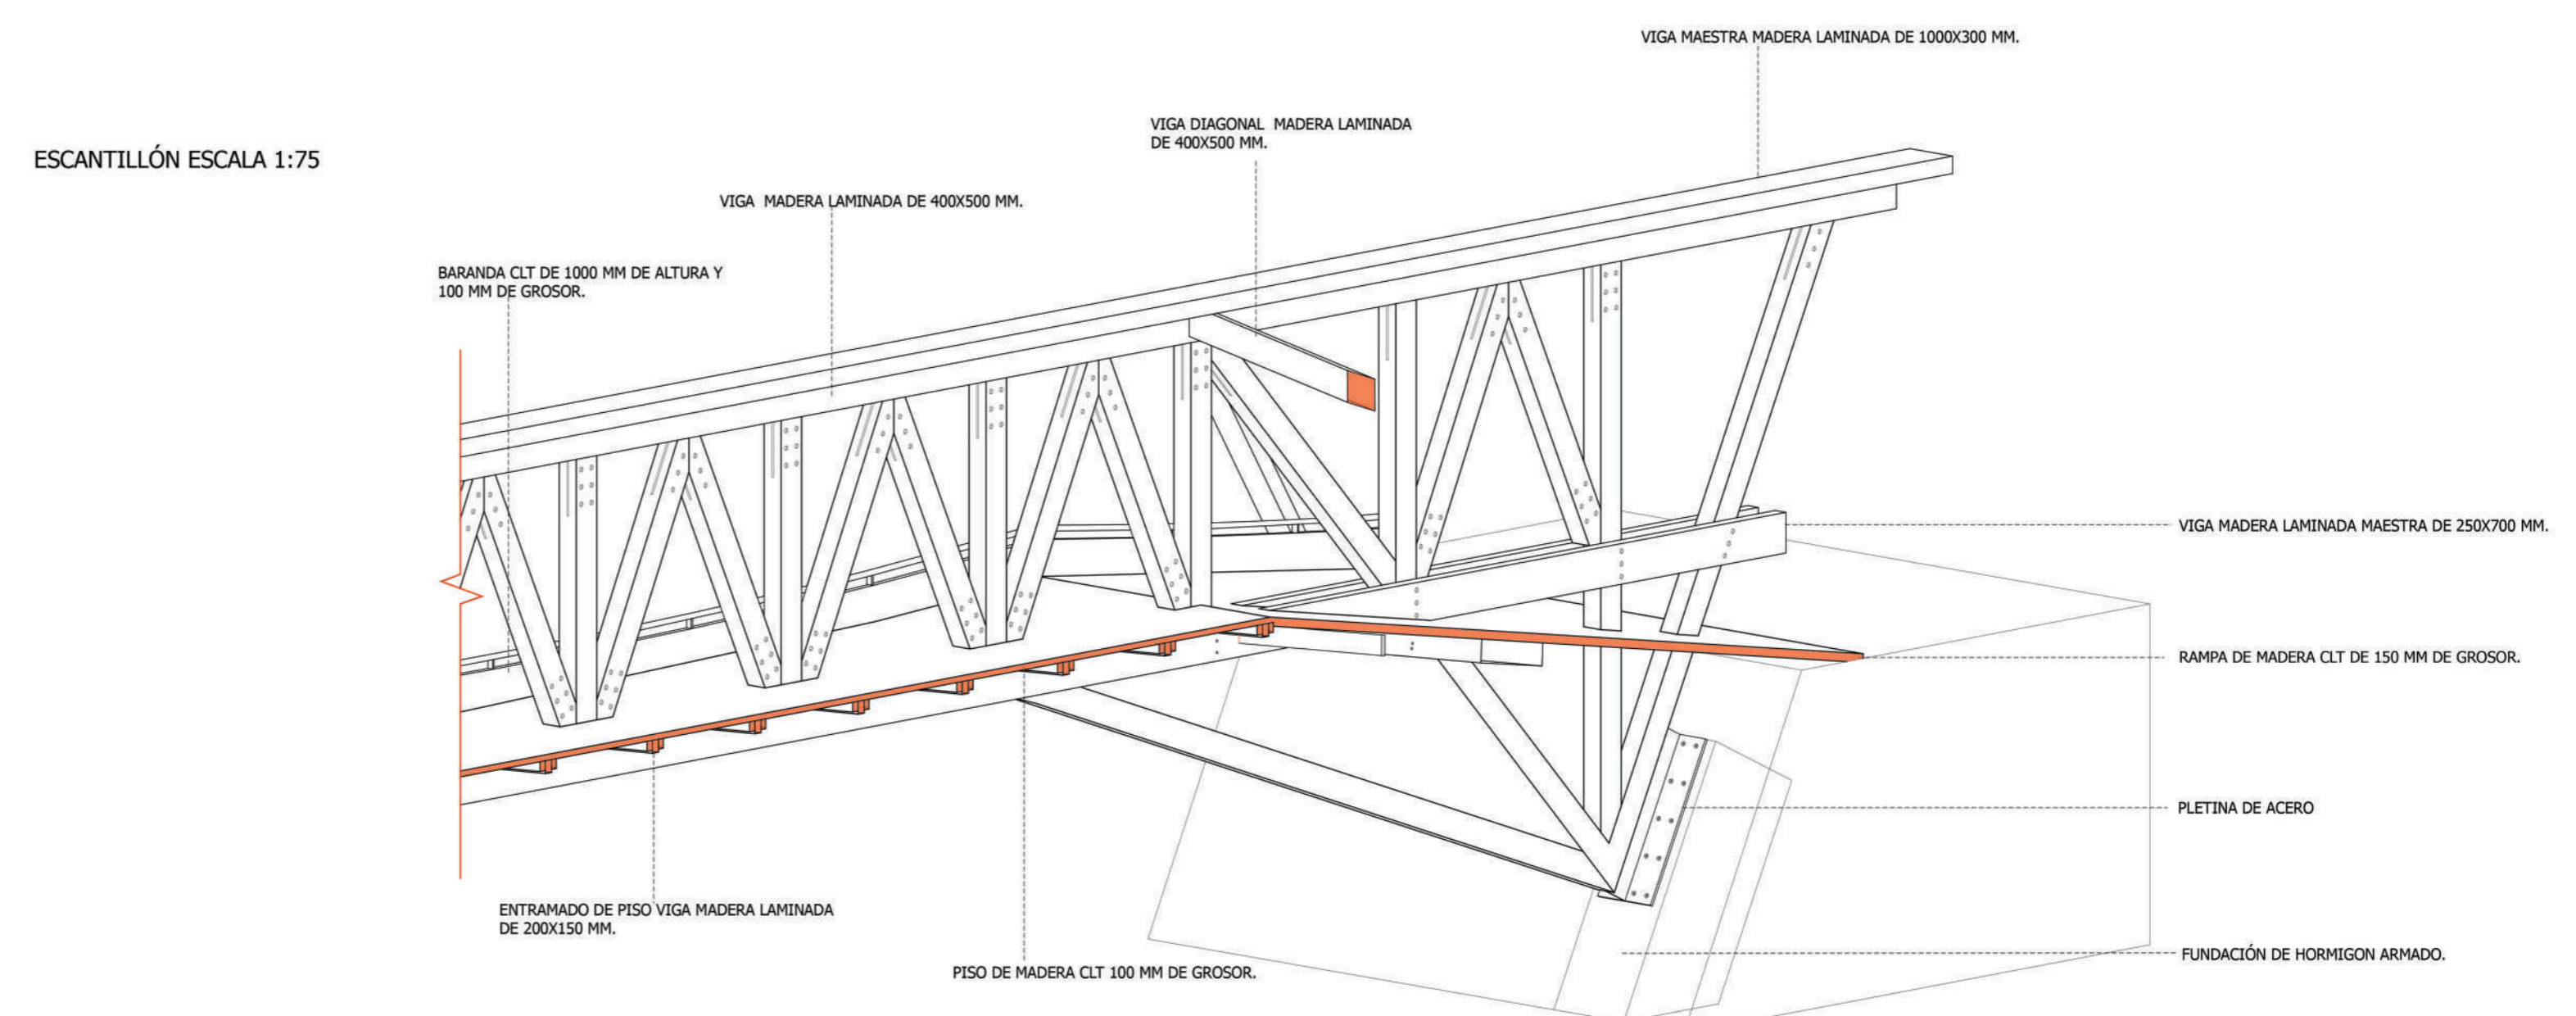 VIGA MAESTRA MADERA LAMINADA DE 1000X300 MM.
VIGA DIAGONAL  MADERA LAMINADA
DE 400X500 MM.
ESCANTILLÓN ESCALA 1:75
VIGA  MADERA LAMINADA DE 400X500 MM.
BARANDA CLT DE 1000 MM DE ALTURA Y
100 MM DE GROSOR.
VIGA MADERA LAMINADA MAESTRA DE 250X700 MM.
RAMPA DE MADERA CLT DE 150 MM DE GROSOR.
PLETINA DE ACERO
ENTRAMADO DE PISO VIGA MADERA LAMINADA
DE 200X150 MM.
FUNDACIÓN DE HORMIGON ARMADO.
PISO DE MADERA CLT 100 MM DE GROSOR.